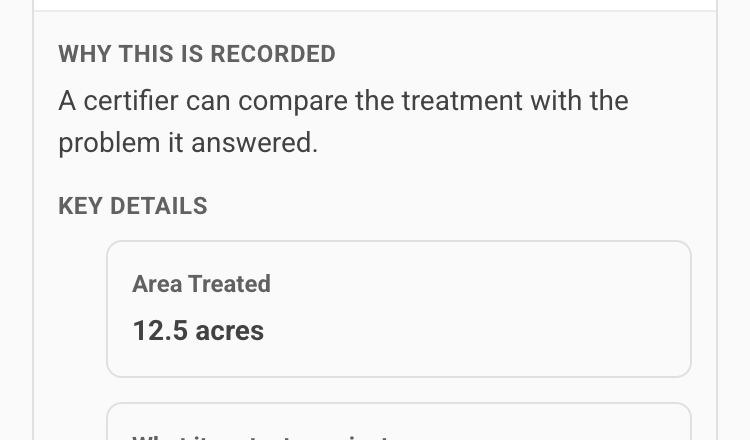 WHY THIS IS RECORDED
A certifier can compare the treatment with the
problem it answered.
KEY DETAILS
Area Treated
12.5 acres